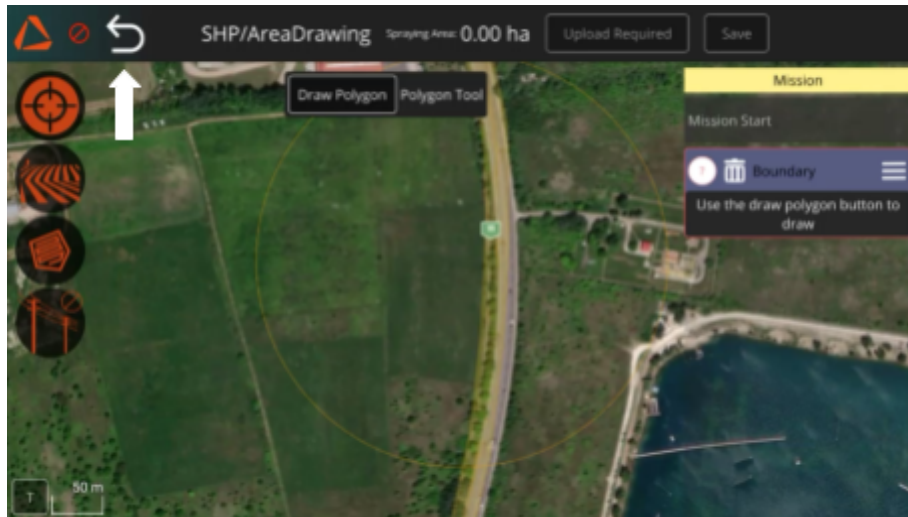 SHP/AreaDrawing Spraying Area: 0.00 ha Upload Required Save
Draw Polygon Polygon Tool
Mission
Mission Start
? Boundary
Use the draw polygon button to
draw
T 50 m